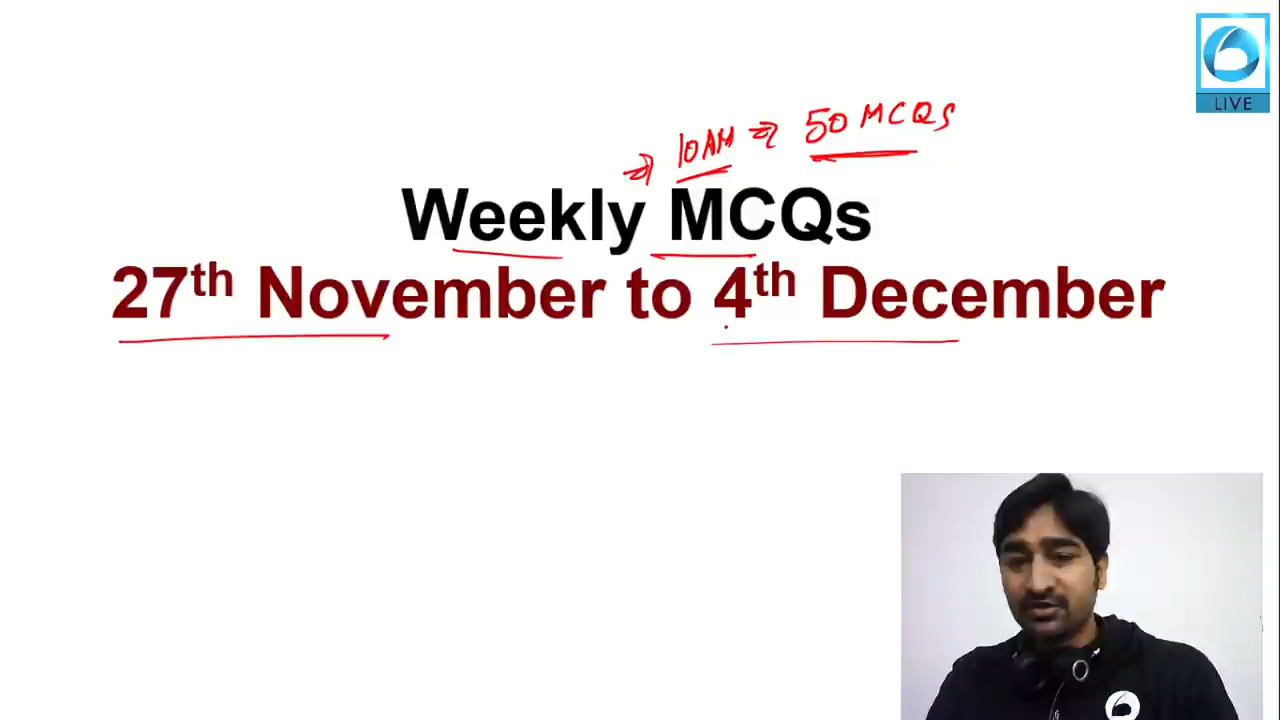 LIVE
→ 10AM → 50 MCQs
Weekly MCQs
27th November to 4th December